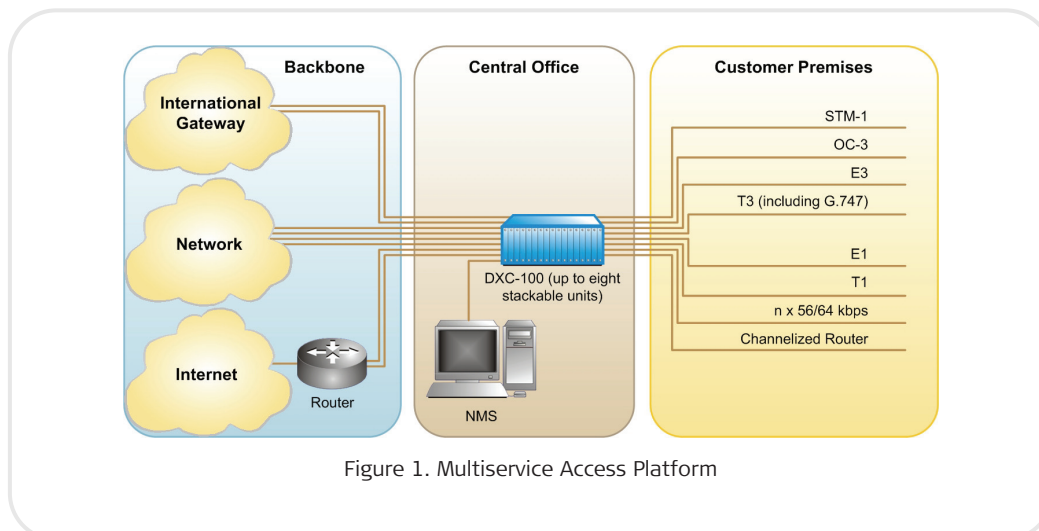 Backbone
Central Office
Customer Premises
International
Gateway
Network
Internet
Router
DXC-100 (up to eight
stackable units)
NMS
STM-1
OC-3
E3
T3 (including G.747)
E1
T1
n x 56/64 kbps
Channelized Router
Figure 1. Multiservice Access Platform